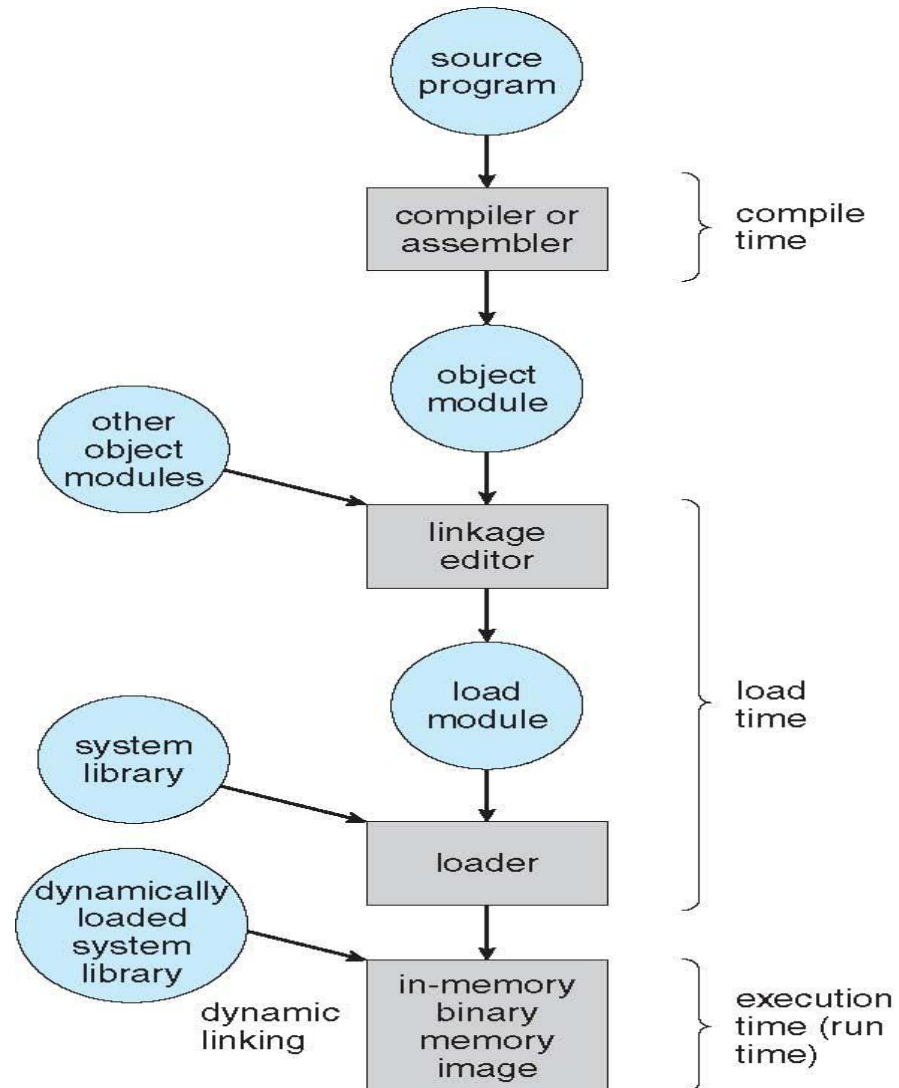 source
program
compiler or
assembler
compile
time
object
module
other
object
modules
linkage
editor
load
module
load
time
system
library
loader
dynamically
loaded
system
library
dynamic
linking
in-memory
binary
memory
image
execution
time (run
time)